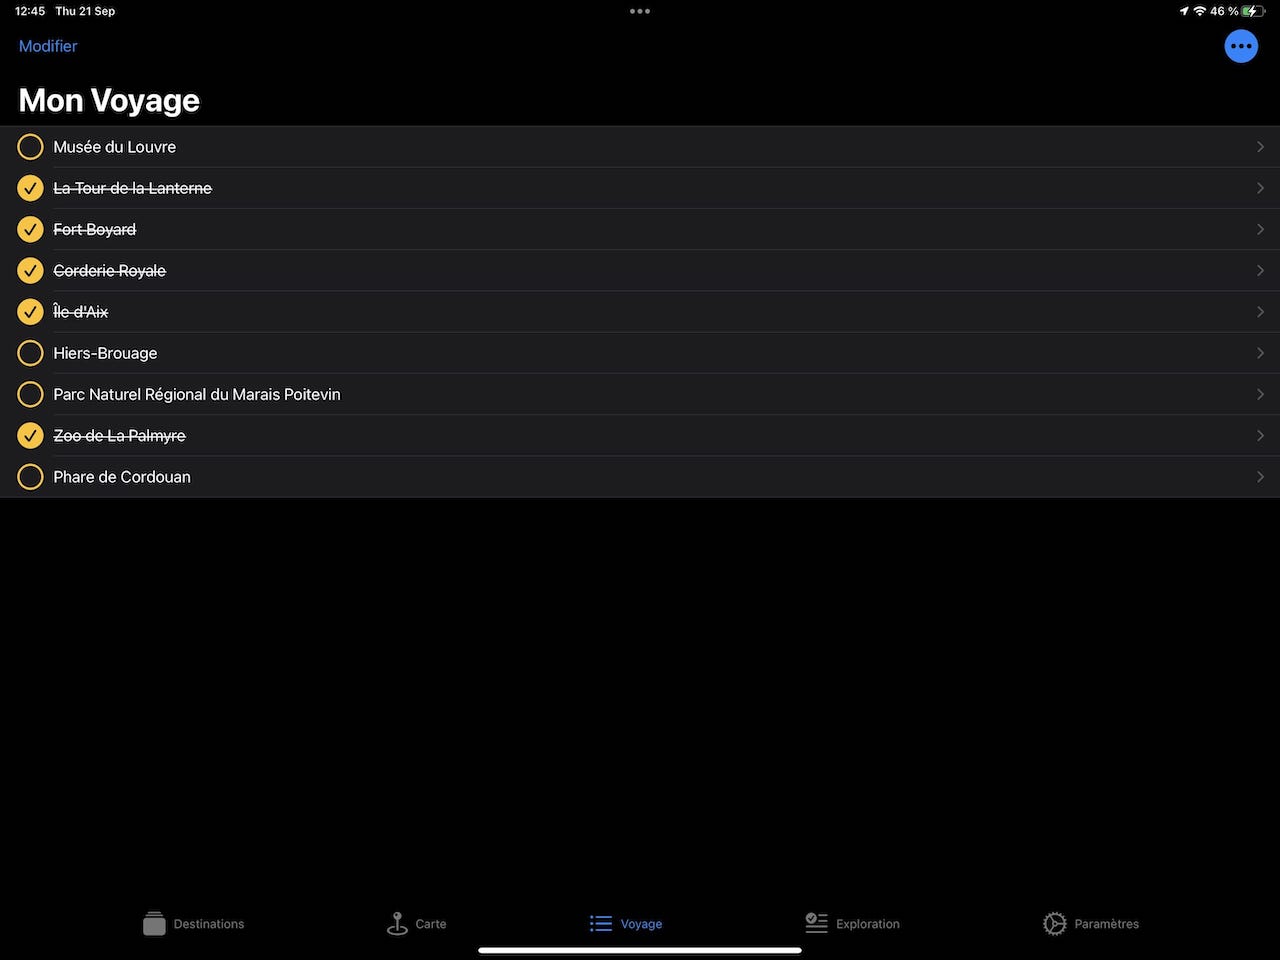 12:45 Thu 21 Sep
46 %
Modifier
Mon Voyage
Musée du Louvre
La Tour de la Lanterne
Fort Boyard
Corderie Royale
Île d'Aix
Hiers-Brouage
Parc Naturel Régional du Marais Poitevin
Zoo de La Palmyre
Phare de Cordouan
Destinations
Carte
Voyage
Exploration
Paramètres